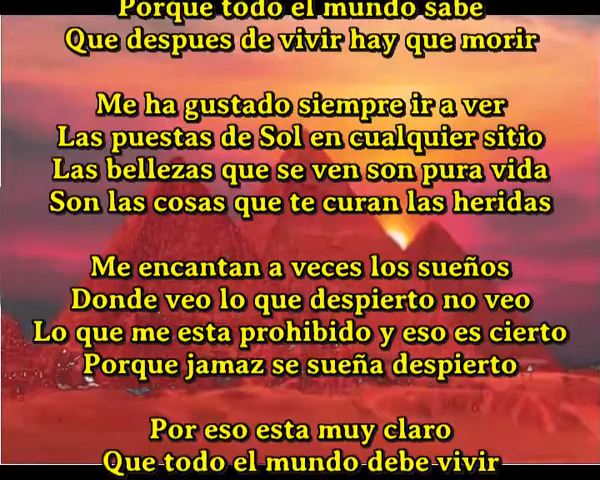 Porque todo el mundo sabe
Que despues de vivir hay que morir
Me ha gustado siempre ir a ver
Las puestas de Sol en cualquier sitio
Las bellezas que se ven son pura vida
Son las cosas que te curan las heridas
Me encantan a veces los sueños
Donde veo lo que despierto no veo
Lo que me esta prohibido y eso es cierto
Porque jamaz se sueña despierto
Por eso esta muy claro
Que todo el mundo debe vivir